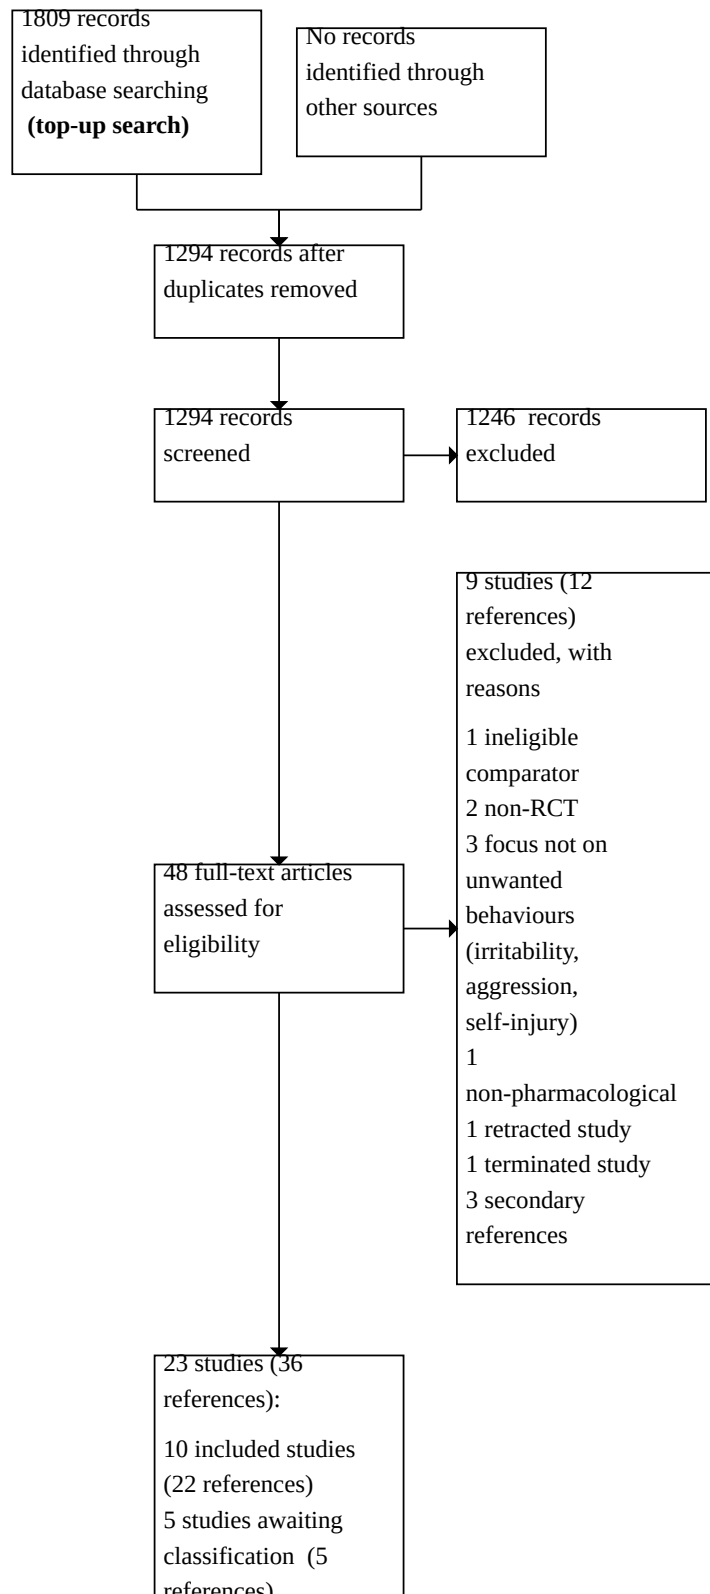 1809 records
identified through
database searching
(top-up search)
No records
identified through
other sources
1294 records after
duplicates removed
1294 records
screened
1246 records
excluded
9 studies (12
references)
excluded, with
reasons
1 ineligible
comparator
2 non-RCT
3 focus not on
unwanted
behaviours
(irritability,
aggression,
self-injury)
1
non-pharmacological
1 retracted study
1 terminated study
3 secondary
references
48 full-text articles
assessed for
eligibility
23 studies (36
references):
10 included studies
(22 references)
5 studies awaiting
classification (5
references)